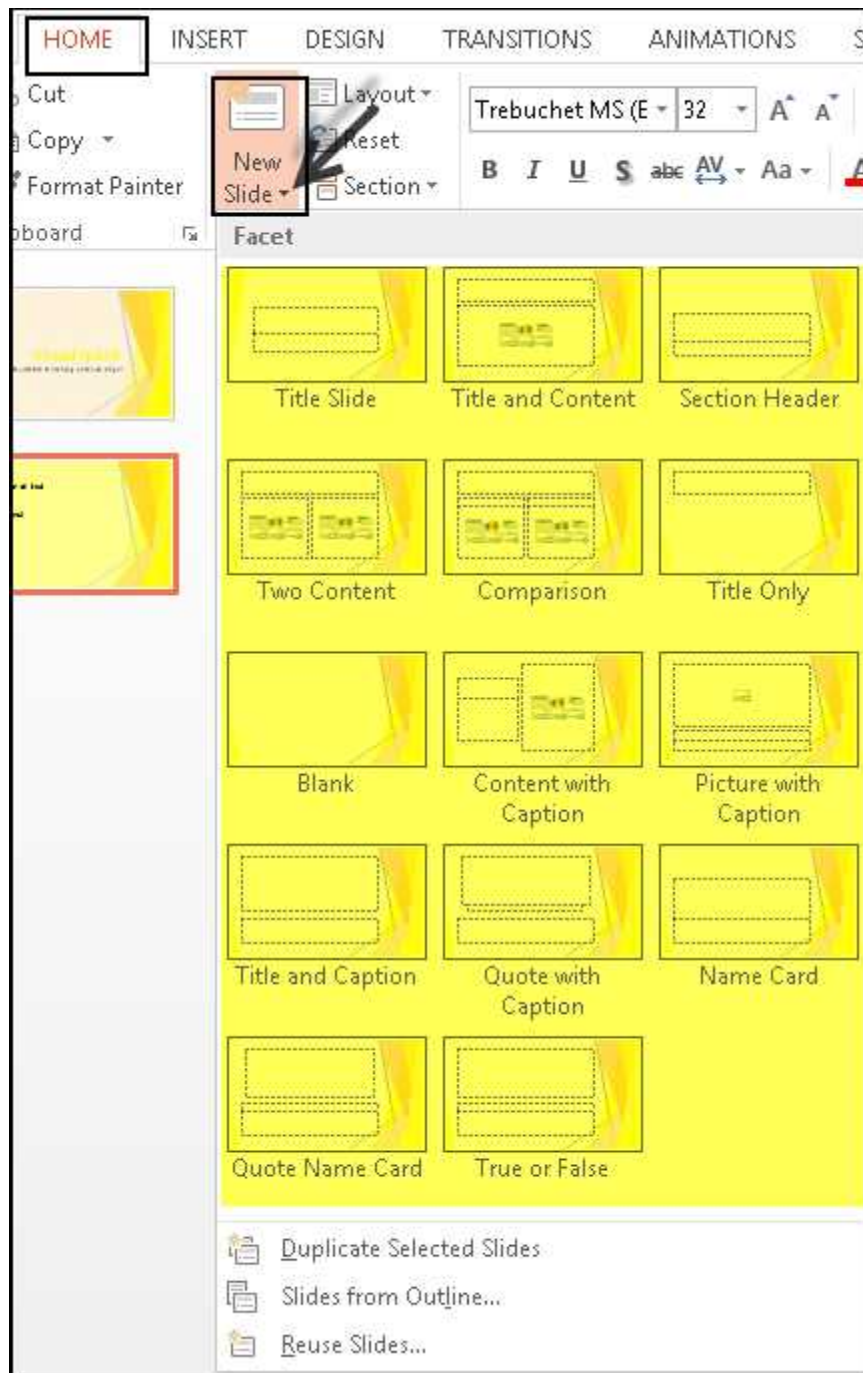 HOME INSERT DESIGN TRANSITIONS ANIMATIONS S
Cut
Copy
Format Painter
New
Slide
Layout
Reset
Section
Trebuchet MS (E 32 A A
B I U S abc AV Aa A
Facet
Title Slide Title and Content Section Header
Two Content Comparison Title Only
Blank Content with Caption Picture with Caption
Title and Caption Quote with Caption Name Card
Quote Name Card True or False
Duplicate Selected Slides
Slides from Outline...
Reuse Slides...